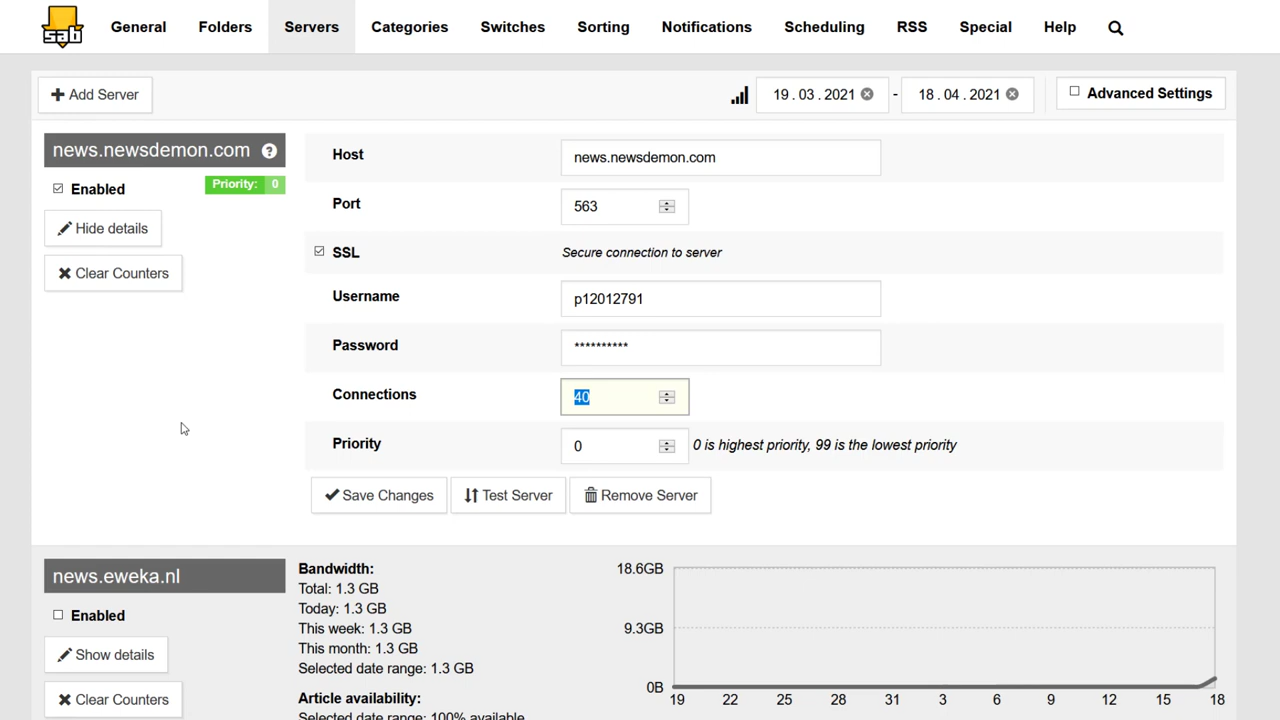 sab
General
Folders
Servers
Categories
Switches
Sorting
Notifications
Scheduling
RSS
Special
Help
Add Server
19 . 03 . 2021
-
18 . 04 . 2021
Advanced Settings
news.newsdemon.com ?
Enabled
Priority: 0
Hide details
Clear Counters
Host
news.newsdemon.com
Port
563
SSL
Secure connection to server
Username
p12012791
Password
**********
Connections
40
Priority
0
0 is highest priority, 99 is the lowest priority
Save Changes
Test Server
Remove Server
news.eweka.nl
Enabled
Show details
Clear Counters
Bandwidth:
Total: 1.3 GB
Today: 1.3 GB
This week: 1.3 GB
This month: 1.3 GB
Selected date range: 1.3 GB
Article availability:
Selected date range: 100% available
18.6GB
9.3GB
0B
19 22 25 28 31 3 6 9 12 15 18